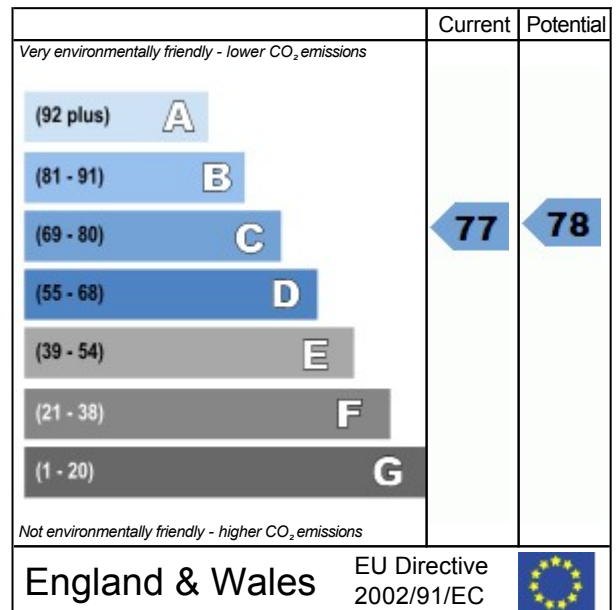 Current Potential
Very environmentally friendly - lower CO₂ emissions
(92 plus) A
(81 - 91) B
(69 - 80) C
77 78
(55 - 68) D
(39 - 54) E
(21 - 38) F
(1 - 20) G
Not environmentally friendly - higher CO₂ emissions
England & Wales
EU Directive
2002/91/EC